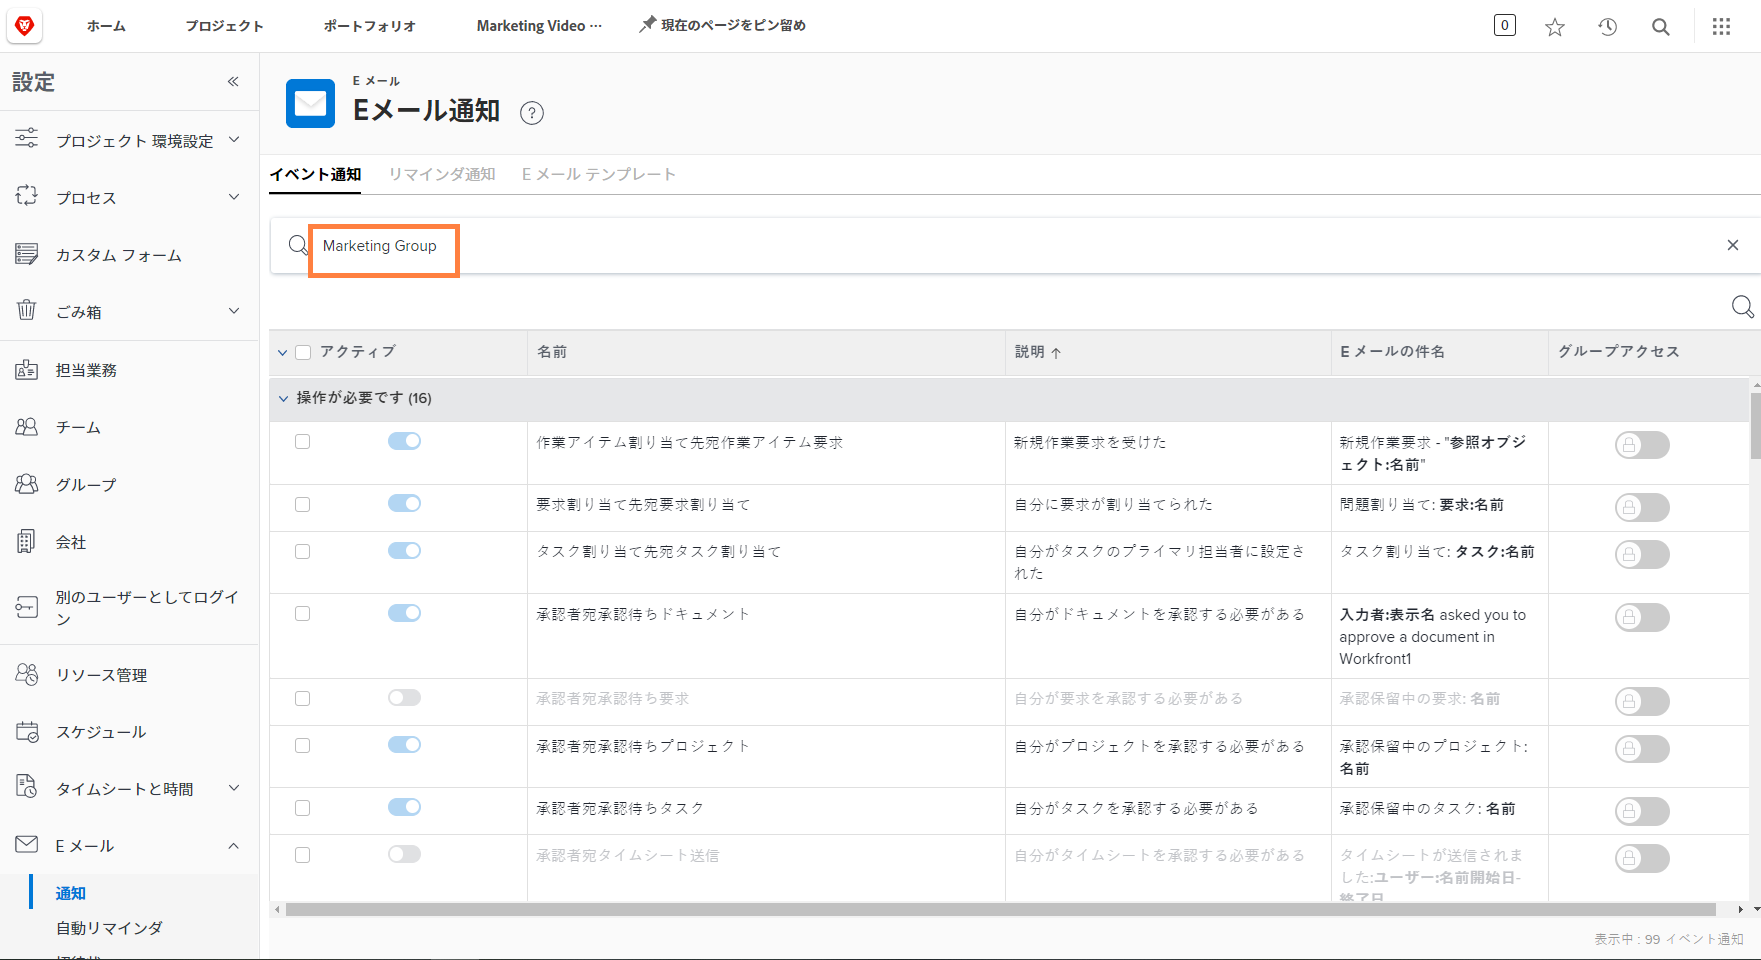 ホーム
プロジェクト
ポートフォリオ
Marketing Video ...
現在のページをピン留め
0
設定
プロジェクト 環境設定
プロセス
カスタム フォーム
ごみ箱
担当業務
チーム
グループ
会社
別のユーザーとしてログイ
ン
リソース管理
スケジュール
タイムシートと時間
E メール
通知
自動リマインダ
E メール
Eメール通知
?
イベント通知
リマインダ通知
E メール テンプレート
Marketing Group
アクティブ
名前
説明
E メールの件名
グループアクセス
操作が必要です (16)
作業アイテム割り当て先宛作業アイテム要求
新規作業要求を受けた
新規作業要求 - "参照オブジ
ェクト:名前"
要求割り当て先宛要求割り当て
自分に要求が割り当てられた
問題割り当て: 要求:名前
タスク割り当て先宛タスク割り当て
自分がタスクのプライマリ担当者に設定さ
れた
タスク割り当て: タスク:名前
承認者宛承認待ちドキュメント
自分がドキュメントを承認する必要がある
入力者:表示名 asked you to
approve a document in
Workfront1
承認者宛承認待ち要求
自分が要求を承認する必要がある
承認保留中の要求: 名前
承認者宛承認待ちプロジェクト
自分がプロジェクトを承認する必要がある
承認保留中のプロジェクト:
名前
承認者宛承認待ちタスク
自分がタスクを承認する必要がある
承認保留中のタスク: 名前
承認者宛タイムシート送信
自分がタイムシートを承認する必要がある
タイムシートが送信されま
した:ユーザー:名前開始日-
終了日
表示中 : 99 イベント通知